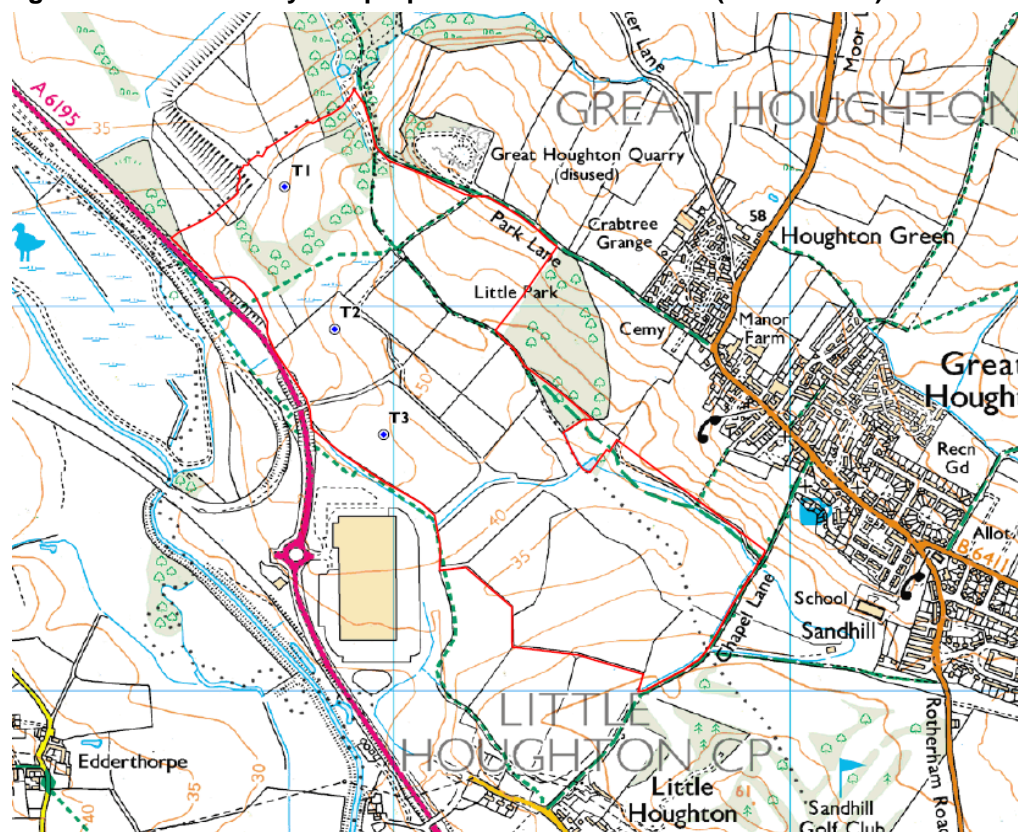 A 6195
35
T1
Great Houghton Quarry
(disused)
GREAT HOUGHTON
Moor L
cer Lane
Park Lane
Crabtree
Grange
58
Houghton Green
Little Park
T2
Cemy
Manor
Farm
Great
Hought
50
T3
Recn
Gd
40
35
Allot
B 6411
School
Sandhill
Chapel Lane
LITTLE
HOUGHTON CP
Edderthorpe
30
35
40
Little
Houghton
61
Sandhill
Golf Club
Rotherham Road